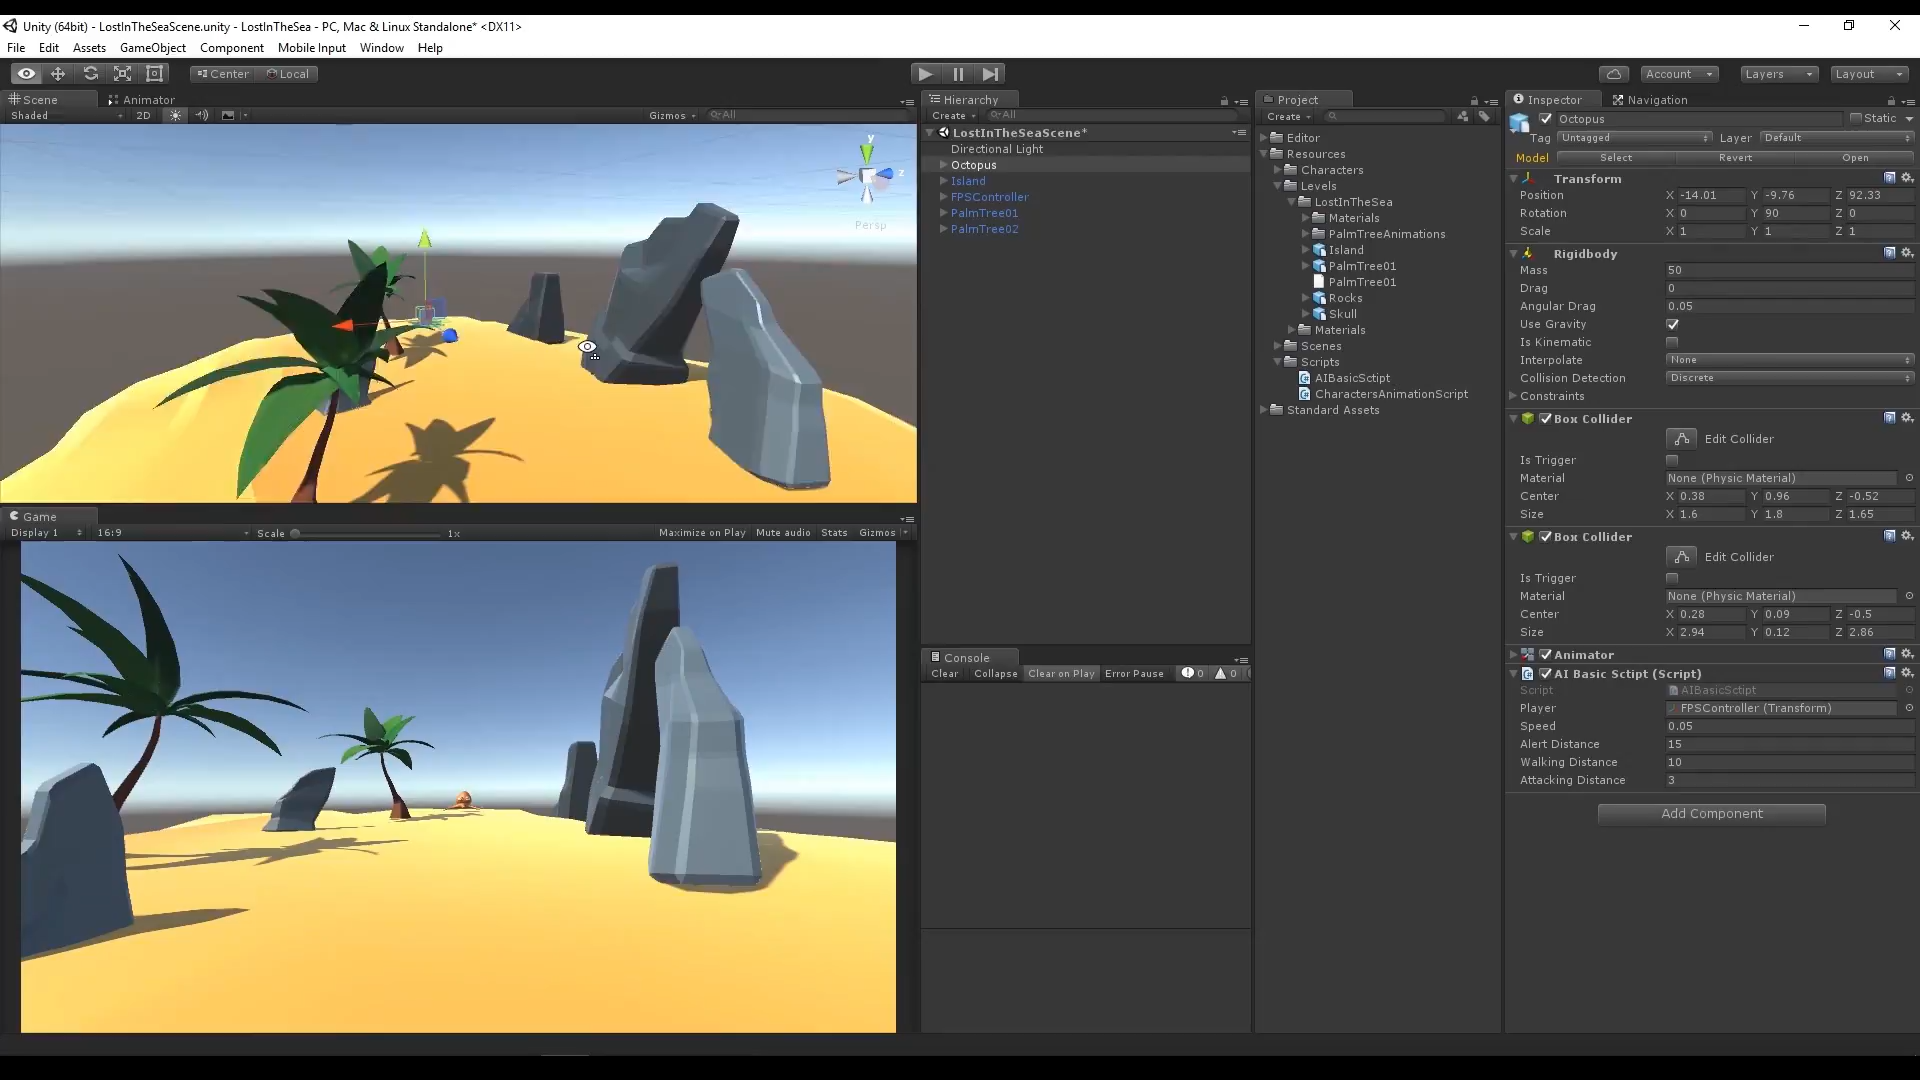 Unity (64bit) - LostInTheSeaScene.unity - LostInTheSea - PC, Mac & Linux Standalone* <DX11>
File Edit Assets GameObject Component Mobile Input Window Help
Center Local Account Layers Layout
Scene Animator
Shaded 2D Gizmos All
y
z
Persp
Game
Display 1 16:9 Scale 1x Maximize on Play Mute audio Stats Gizmos
Hierarchy
Create All
LostInTheSeaScene*
Directional Light
Octopus
Island
FPSController
PalmTree01
PalmTree02
Console
Clear Collapse Clear on Play Error Pause 0 0
Project
Create
Editor
Resources
Characters
Levels
LostInTheSea
Materials
PalmTreeAnimations
Island
PalmTree01
PalmTree01
Rocks
Skull
Materials
Scenes
Scripts
AIBasicSctipt
CharactersAnimationScript
Standard Assets
Inspector Navigation
Octopus Static
Tag Untagged Layer Default
Model Select Revert Open
Transform
Position X -14.01 Y -9.76 Z 92.33
Rotation X 0 Y 90 Z 0
Scale X 1 Y 1 Z 1
Rigidbody
Mass 50
Drag 0
Angular Drag 0.05
Use Gravity
Is Kinematic
Interpolate None
Collision Detection Discrete
Constraints
Box Collider
Edit Collider
Is Trigger
Material None (Physic Material)
Center X 0.38 Y 0.96 Z -0.52
Size X 1.6 Y 1.8 Z 1.65
Box Collider
Edit Collider
Is Trigger
Material None (Physic Material)
Center X 0.28 Y 0.09 Z -0.5
Size X 2.94 Y 0.12 Z 2.86
Animator
AI Basic Sctipt (Script)
Script AIBasicSctipt
Player FPSController (Transform)
Speed 0.05
Alert Distance 15
Walking Distance 10
Attacking Distance 3
Add Component